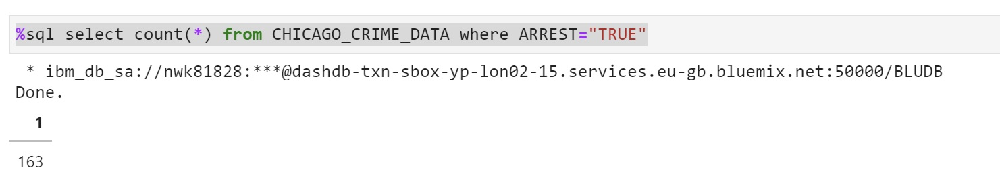 %sql select count(*) from CHICAGO_CRIME_DATA where ARREST="TRUE"
* ibm_db_sa://nwk81828:***@dashdb-txn-sbox-yp-lon02-15.services.eu-gb.bluemix.net:50000/BLUDB
Done.
1
163